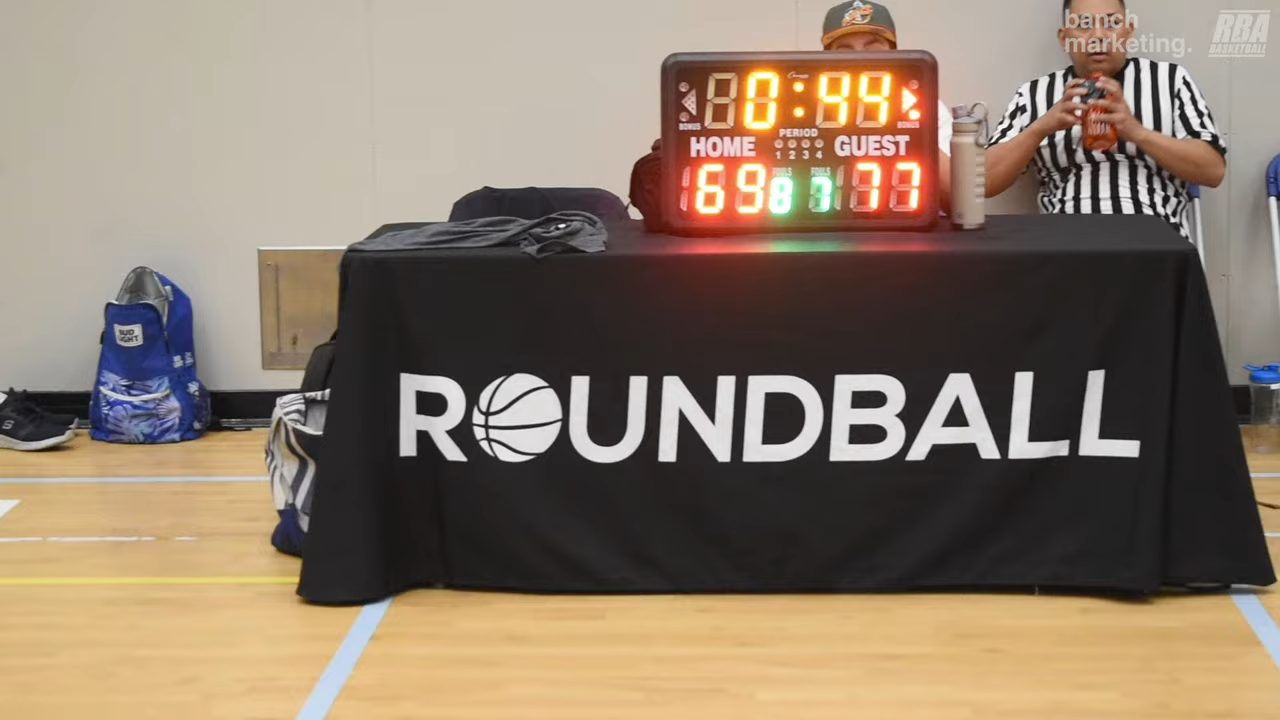 banch
marketing.
RBA
BASKETBALL
0:44
BONUS
PERIOD
BONUS
HOME
1 2 3 4
GUEST
69
FOULS
8
FOULS
7
77
BUD
LIGHT
ROUNDBALL
S